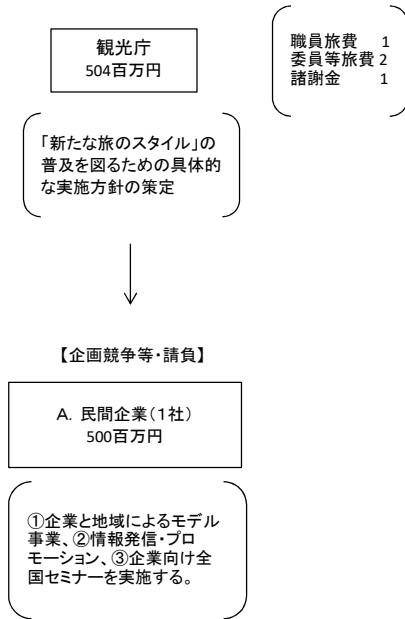 観光庁
504百万円
職員旅費 1
委員等旅費 2
諸謝金 1
「新たな旅のスタイル」の
普及を図るための具体的
な実施方針の策定
【企画競争等・請負】
A. 民間企業(1社)
500百万円
①企業と地域によるモデル
事業、②情報発信・プロ
モーション、③企業向け全
国セミナーを実施する。